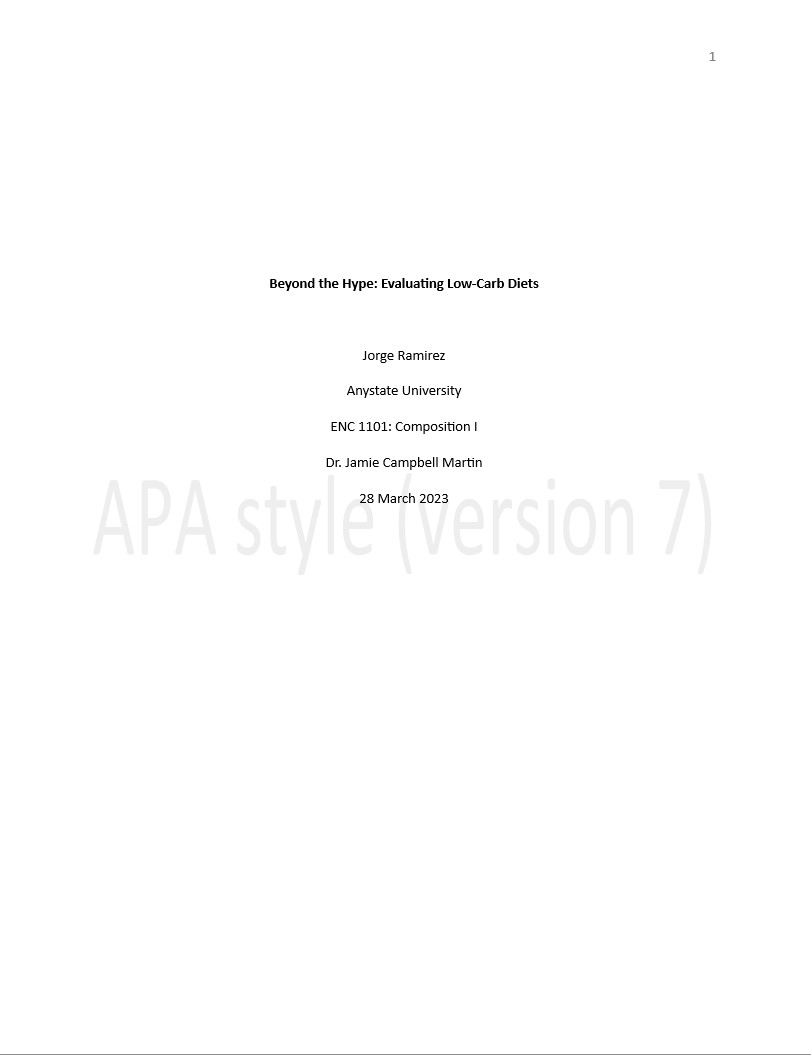 1
Beyond the Hype: Evaluating Low-Carb Diets
Jorge Ramirez
Anystate University
ENC 1101: Composition I
Dr. Jamie Campbell Martin
28 March 2023
APA style (version 7)